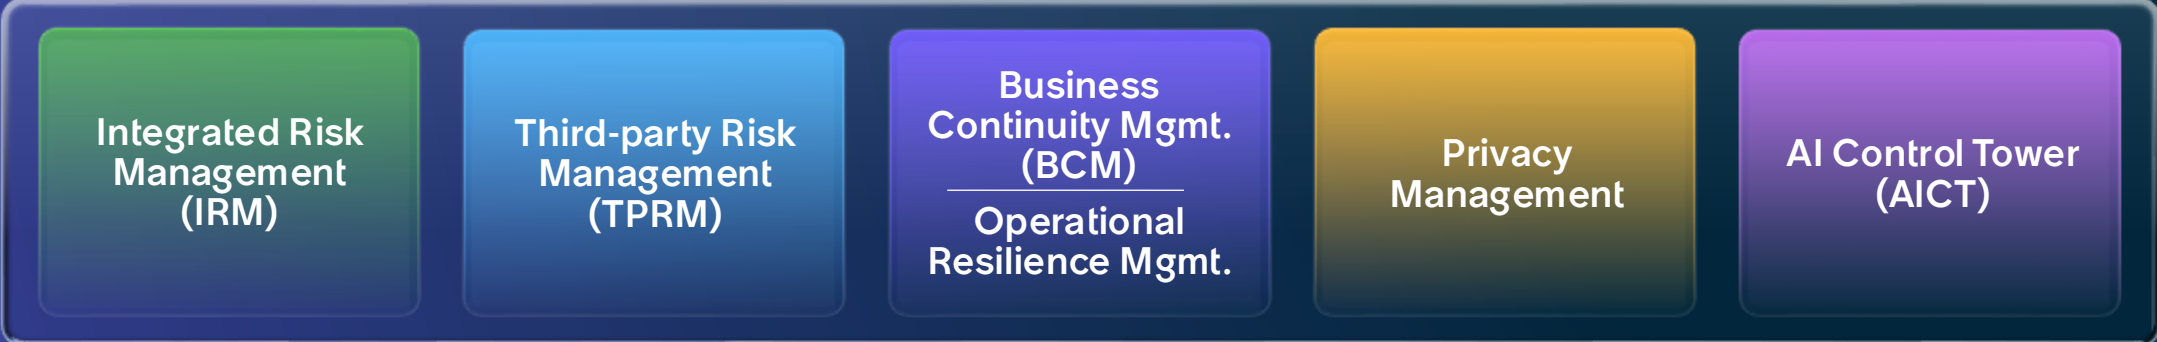 Integrated Risk
Management
(IRM)
Third-party Risk
Management
(TPRM)
Business
Continuity Mgmt.
(BCM)
Operational
Resilience Mgmt.
Privacy
Management
AI Control Tower
(AICT)